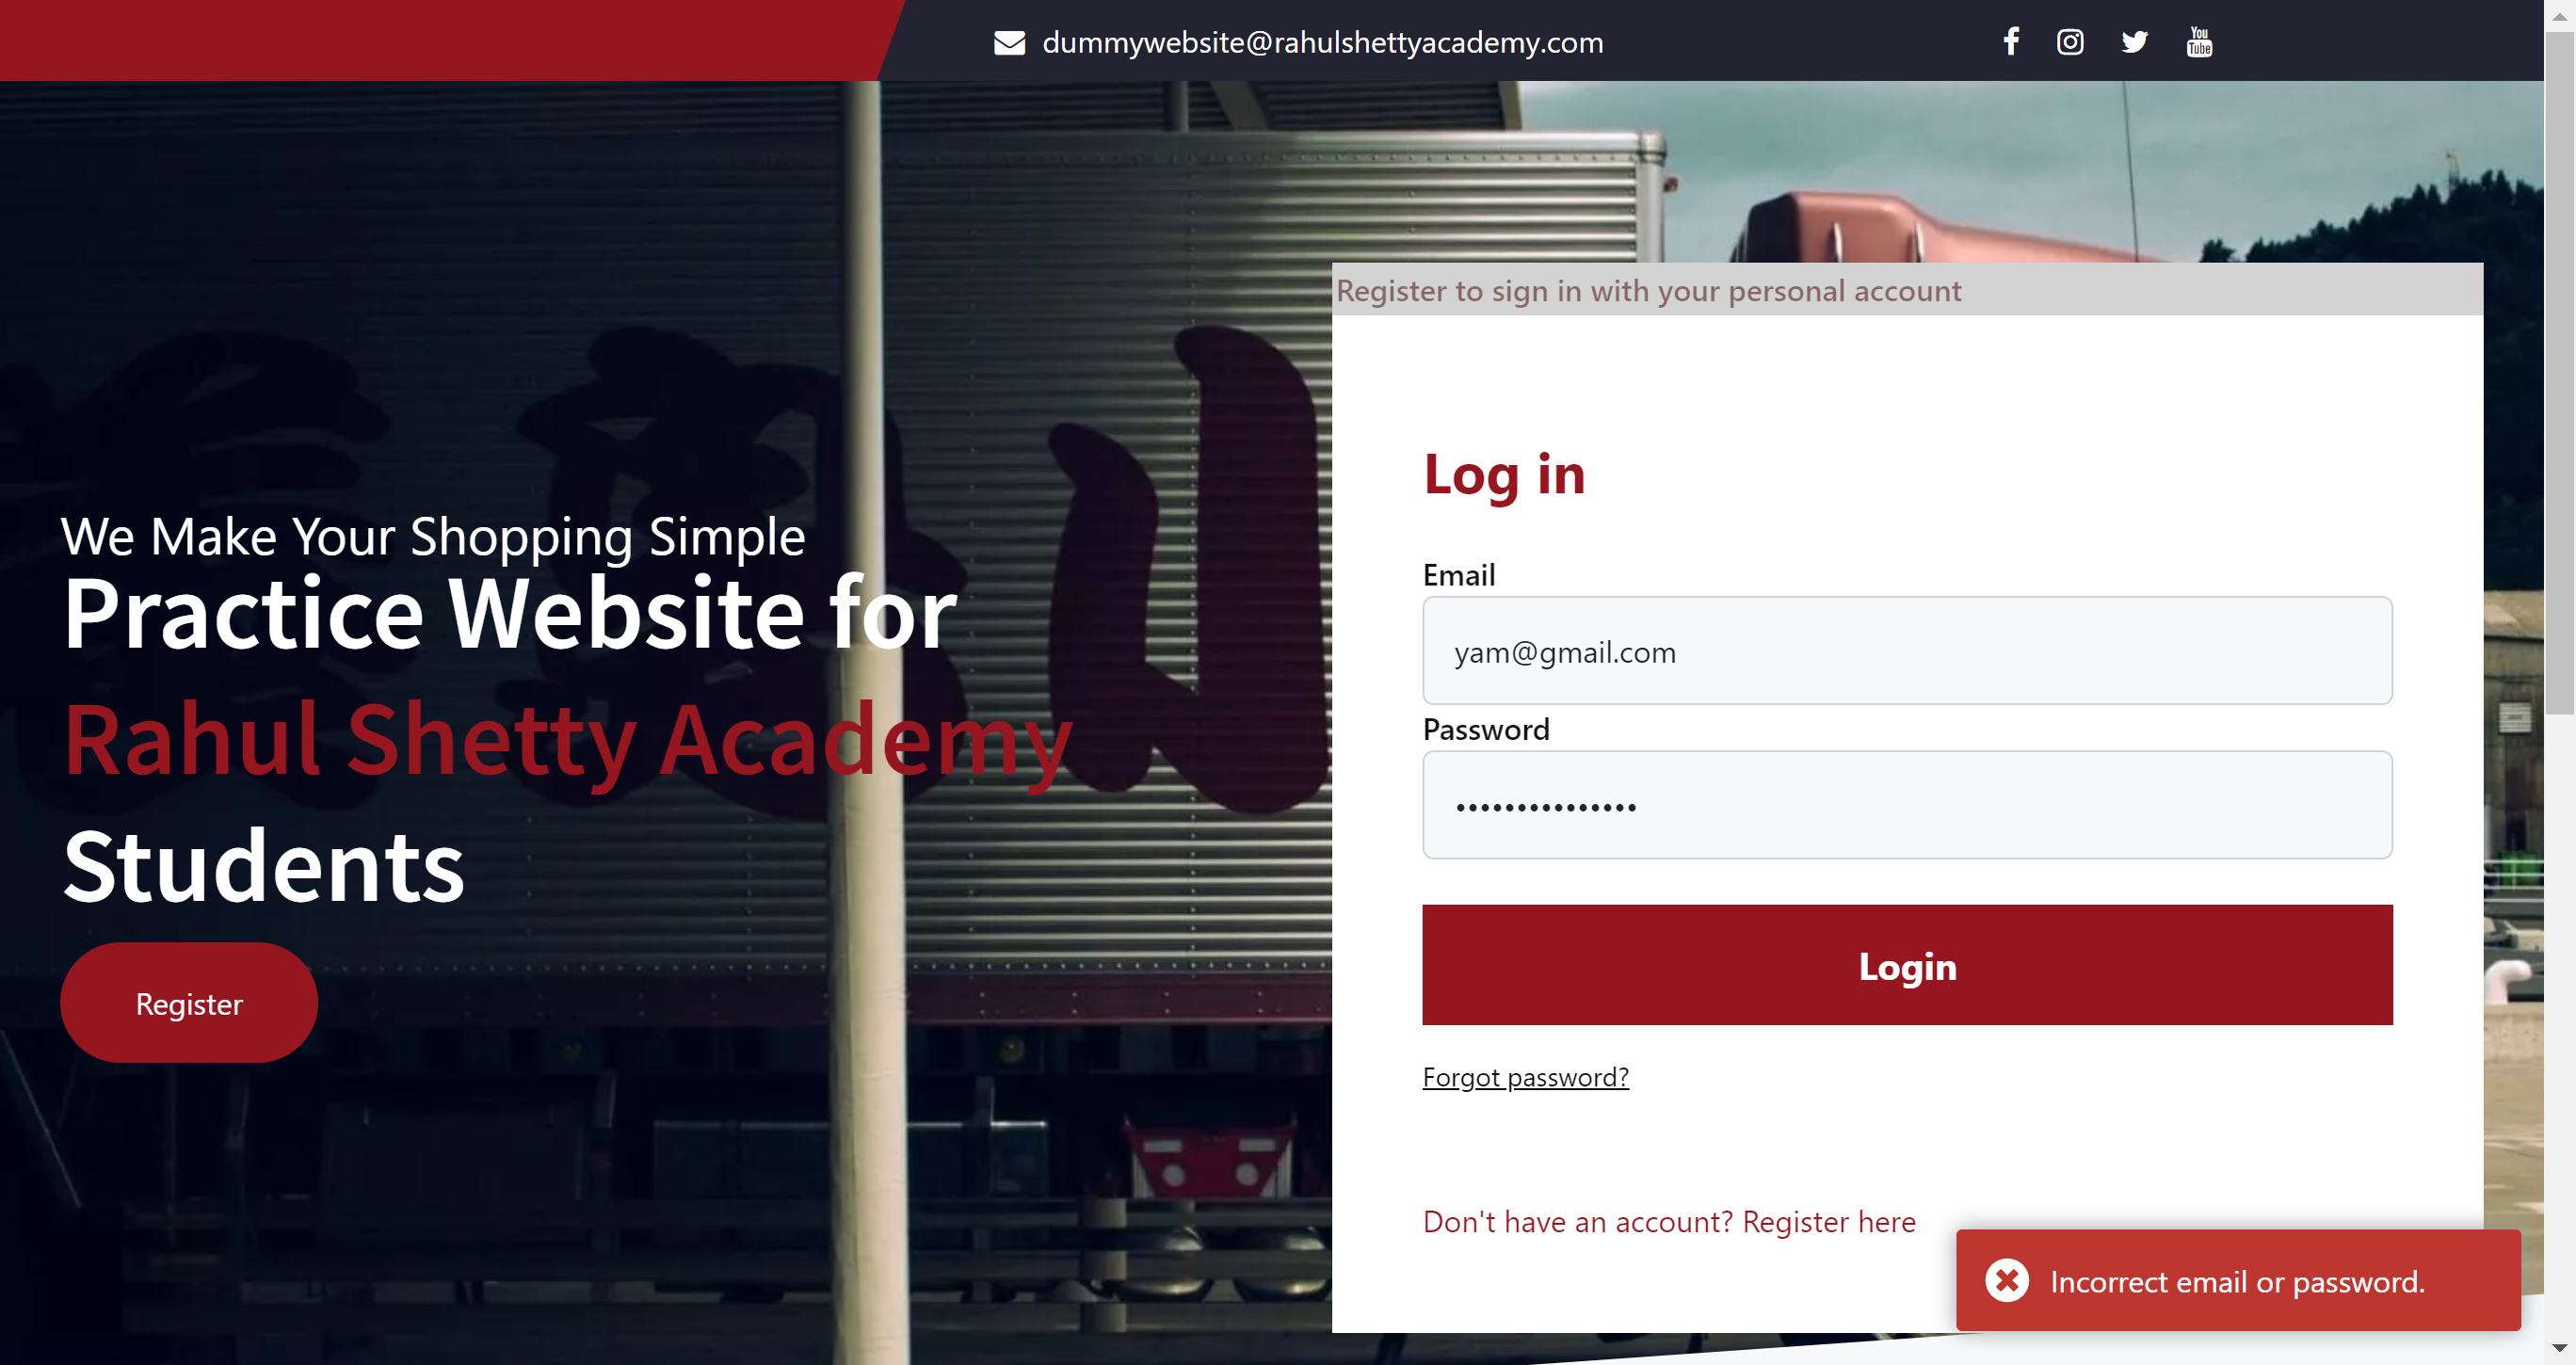 dummywebsite@rahulshettyacademy.com
You
Tube
We Make Your Shopping Simple
Practice Website for
Rahul Shetty Academy
Students
Register
Register to sign in with your personal account
Log in
Email
yam@gmail.com
Password
Login
Forgot password?
Don't have an account? Register here
Incorrect email or password.